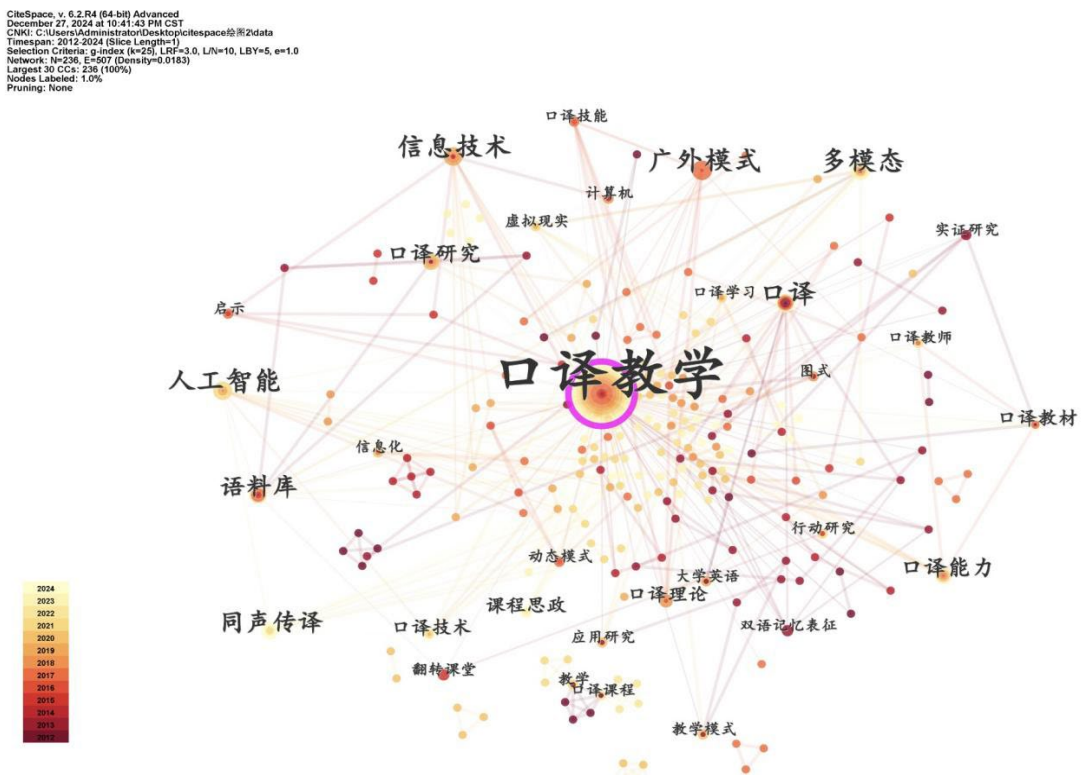 CiteSpace, v. 6.2.R4 (64-bit) Advanced
December 27, 2024 at 10:41:43 PM CST
CNKI: C:\Users\Administrator\Desktop\citespace绘图2\data
Timespan: 2012-2024 (Slice Length=1)
Selection Criteria: g-index (k=25), LRF=3.0, L/N=10, LBY=5, e=1.0
Network: N=236, E=507 (Density=0.0183)
Largest 30 CCs: 236 (100%)
Nodes Labeled: 1.0%
Pruning: None
口译技能
信息技术
广外模式
多模态
计算机
虚拟现实
实证研究
口译研究
口译学习
口译
启示
口译教师
口译教学
图式
人工智能
口译教材
信息化
语料库
行动研究
动态模式
口译能力
大学英语
口译理论
课程思政
同声传译
口译技术
应用研究
双语记忆表征
翻转课堂
教学
口译课程
教学模式
2024
2023
2022
2021
2020
2019
2018
2017
2016
2015
2014
2013
2012